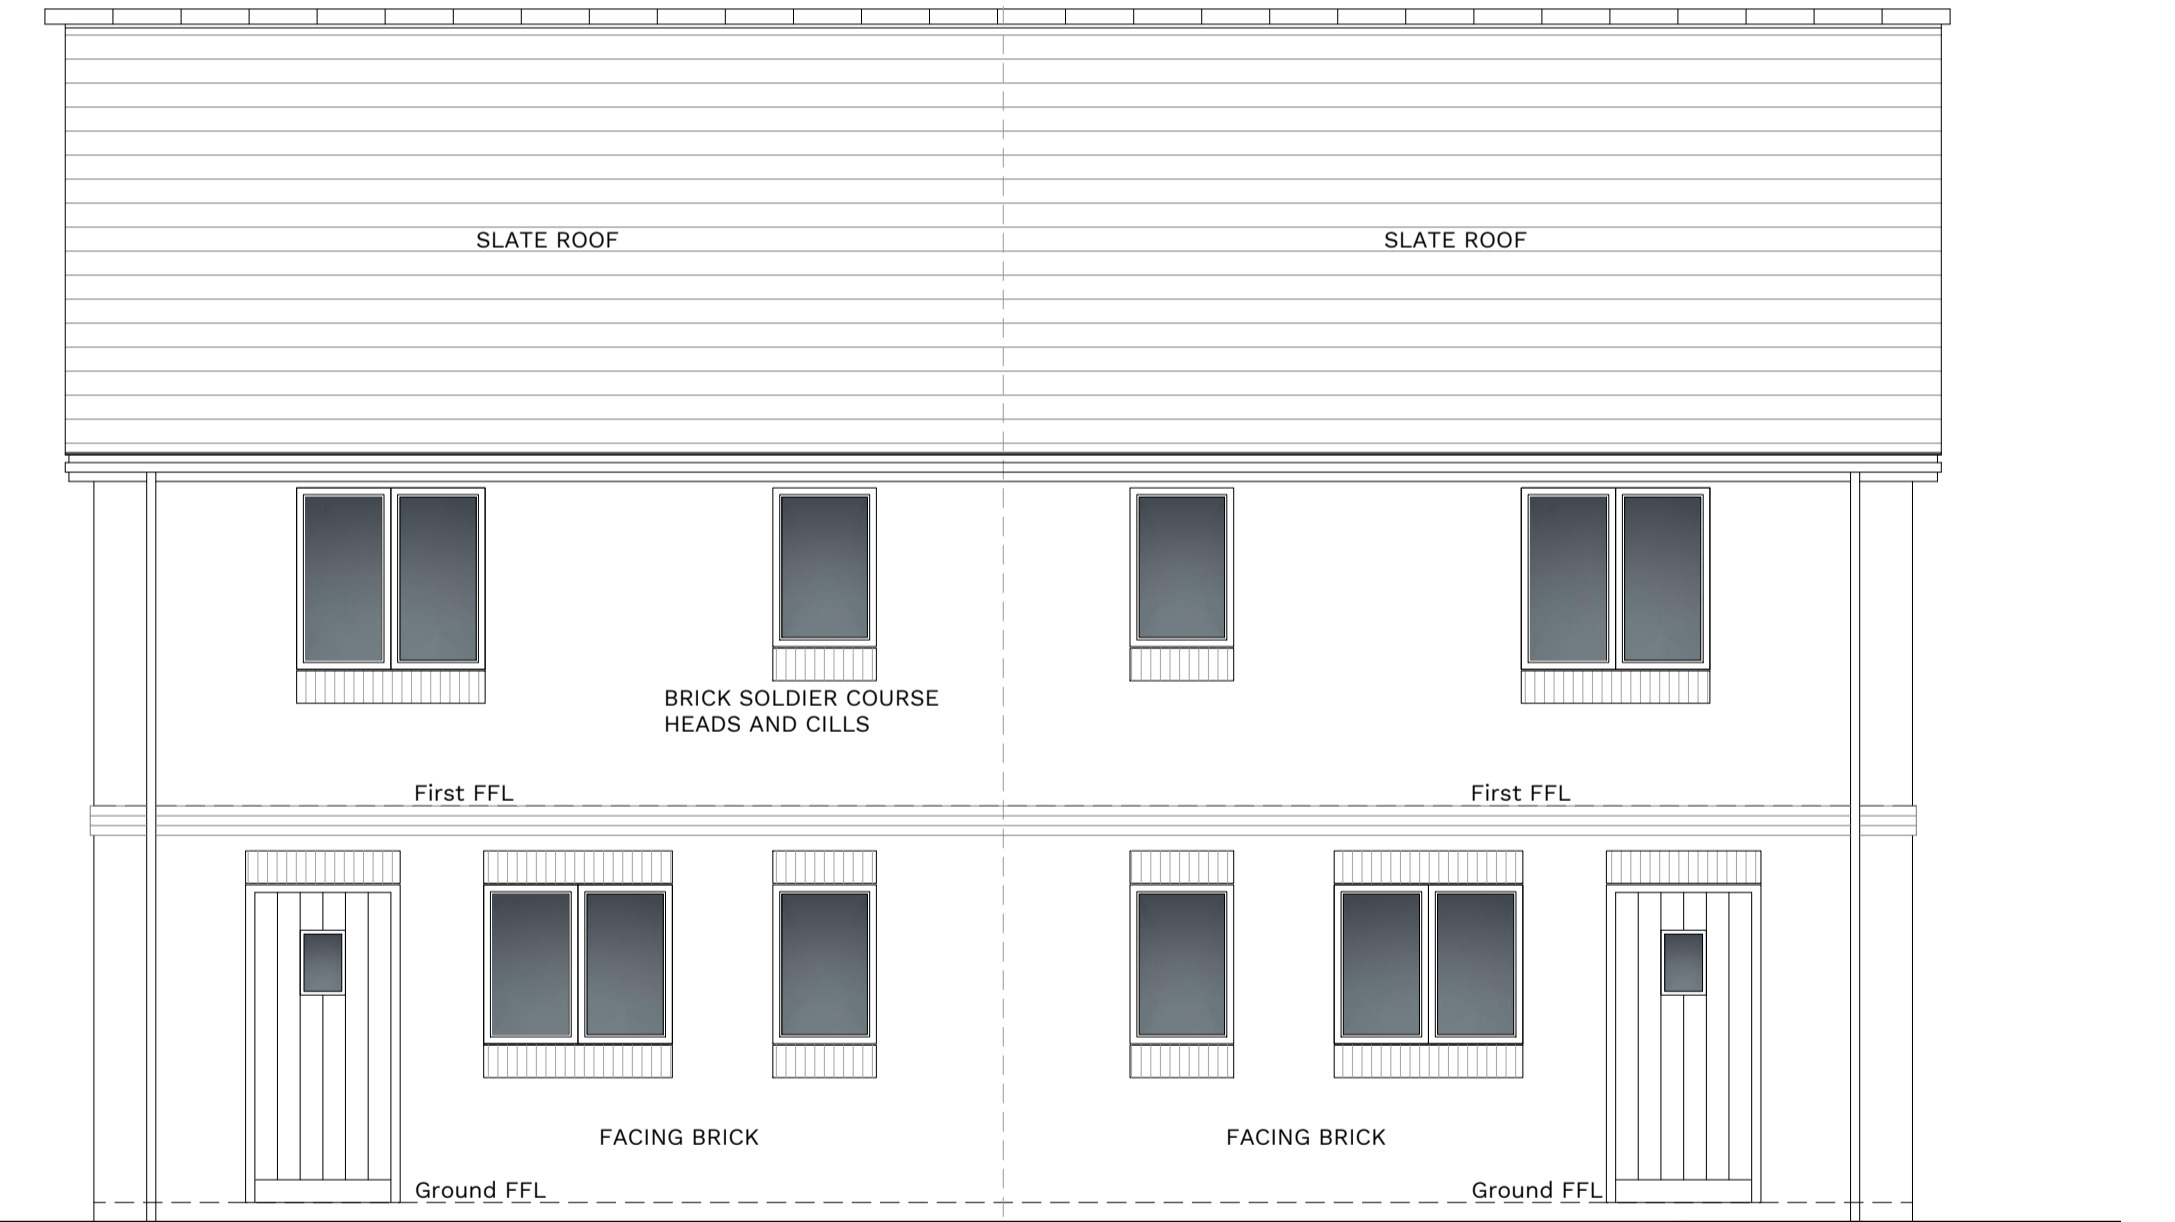 SLATE ROOF
SLATE ROOF
BRICK SOLDIER COURSE
HEADS AND CILLS
First FFL
First FFL
FACING BRICK
FACING BRICK
Ground FFL
Ground FFL